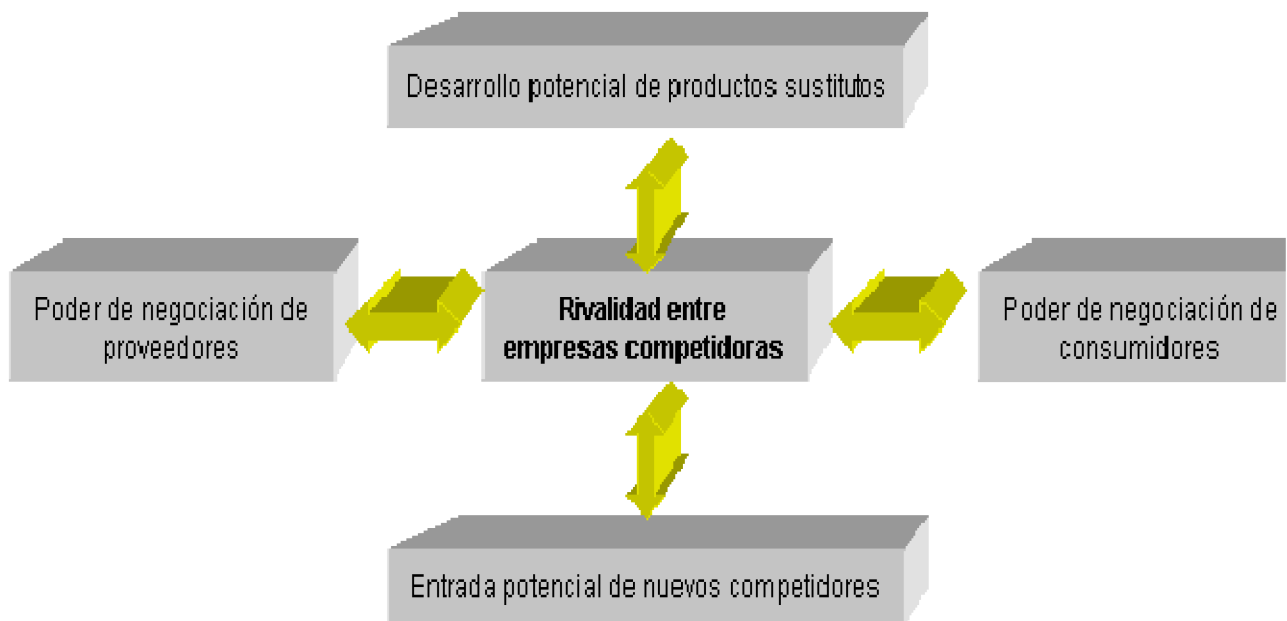 Desarrollo potencial de productos sustitutos
Poder de negociación de
proveedores
Rivalidad entre
empresas competidoras
Poder de negociación de
consumidores
Entrada potencial de nuevos competidores